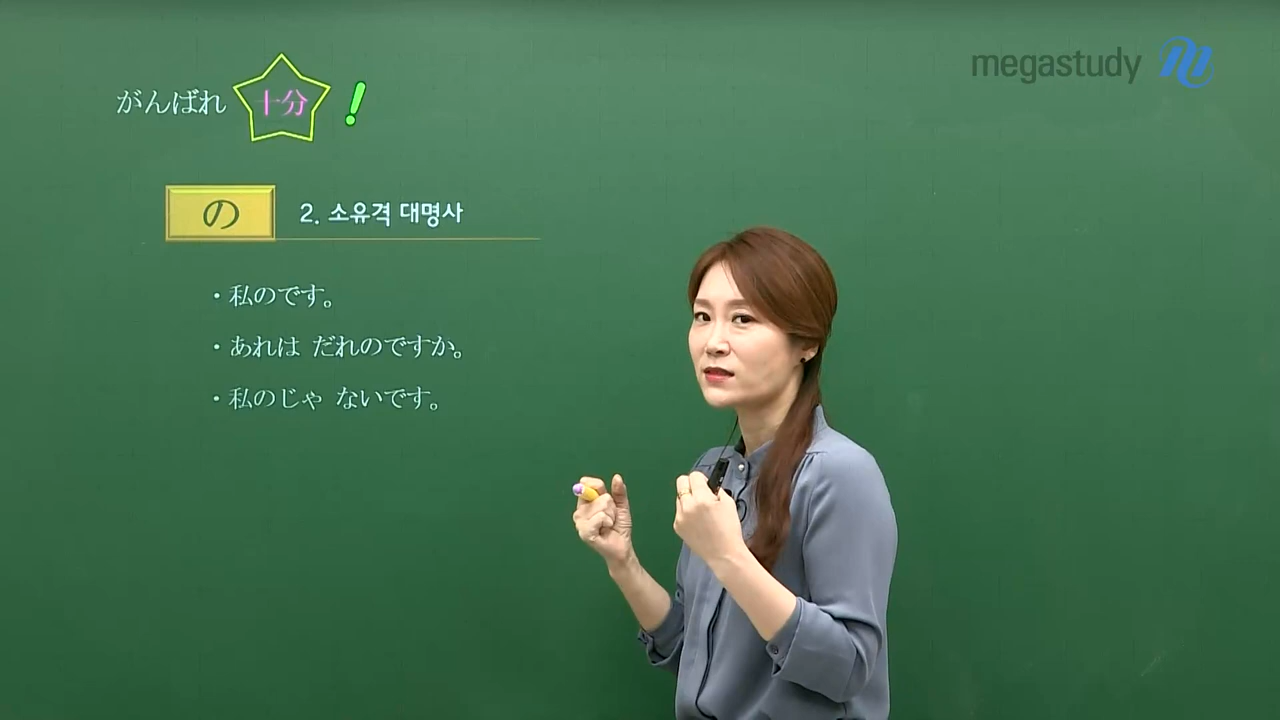 megastudy
がんばれ 十分!
の 2. 소유격 대명사
・私のです。
・あれは だれのですか。
・私のじゃ ないです。